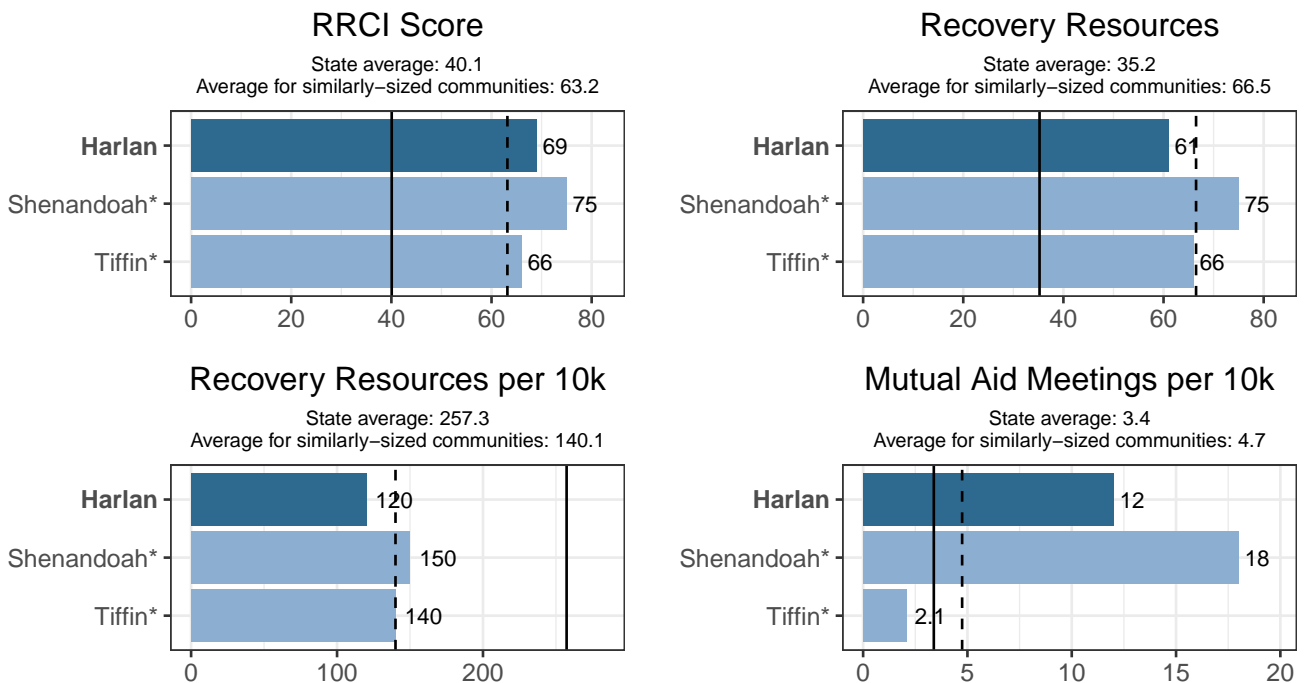 RRCI Score
State average: 40.1
Average for similarly−sized communities: 63.2
Harlan
69
Shenandoah*
75
Tiffin*
66
0 20 40 60 80
Recovery Resources
State average: 35.2
Average for similarly−sized communities: 66.5
Harlan
61
Shenandoah*
75
Tiffin*
66
0 20 40 60 80
Recovery Resources per 10k
State average: 257.3
Average for similarly−sized communities: 140.1
Harlan
120
Shenandoah*
150
Tiffin*
140
0 100 200
Mutual Aid Meetings per 10k
State average: 3.4
Average for similarly−sized communities: 4.7
Harlan
12
Shenandoah*
18
Tiffin*
2.1
0 5 10 15 20